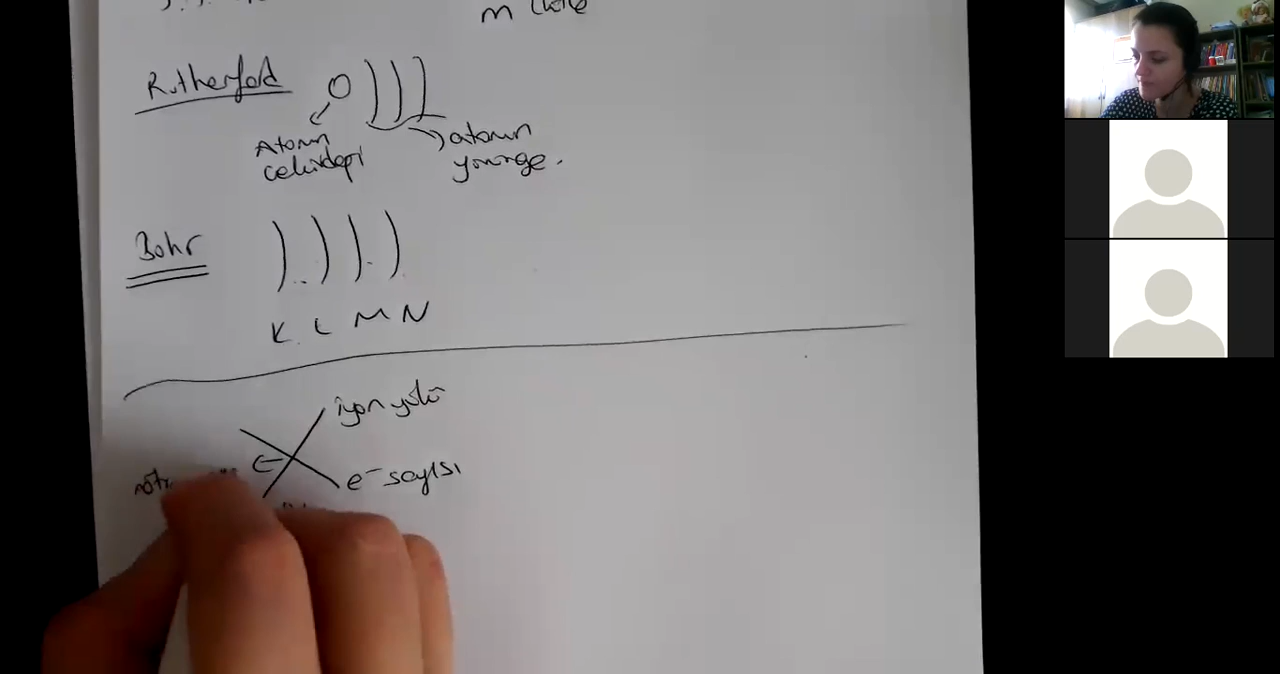 Rutherford
Atomun
çekirdeği
atomun
yörünge.
Bohr
K L M N
iyon yükü
e⁻ sayısı